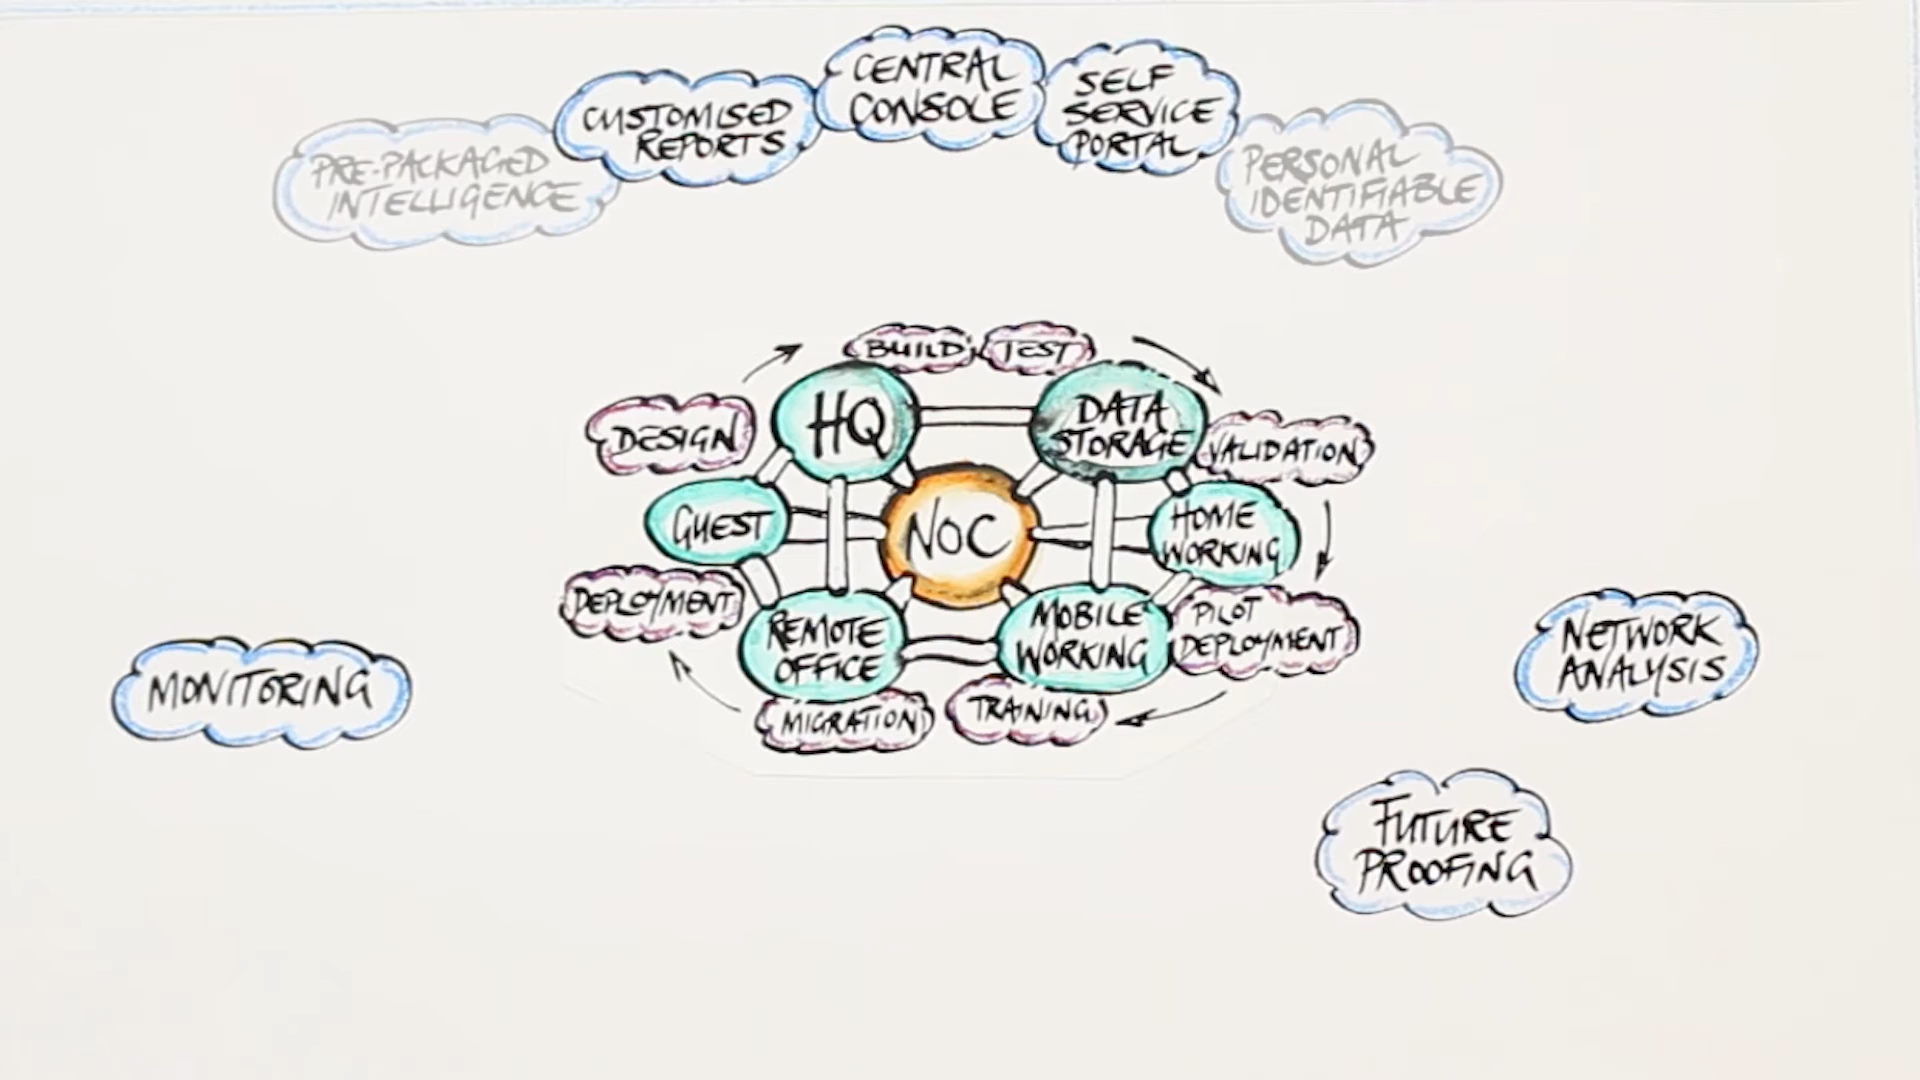 CENTRAL
CONSOLE
SELF
SERVICE
PORTAL
CUSTOMISED
REPORTS
PRE-PACKAGED
INTELLIGENCE
PERSONAL
IDENTIFIABLE
DATA
BUILD
TEST
DESIGN
HQ
DATA
STORAGE
VALIDATION
GUEST
NOC
HOME
WORKING
DEPLOYMENT
REMOTE
OFFICE
MOBILE
WORKING
PILOT
DEPLOYMENT
MIGRATION
TRAINING
MONITORING
NETWORK
ANALYSIS
FUTURE
PROOFING